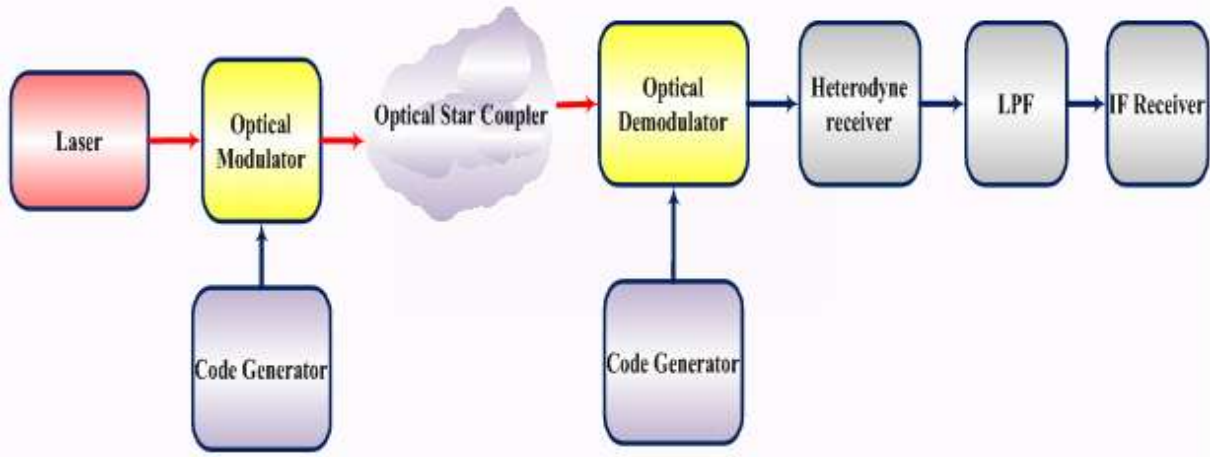 Laser
Optical
Modulator
Code Generator
Optical Star Coupler
Optical
Demodulator
Code Generator
Heterodyne
receiver
LPF
IF Receiver